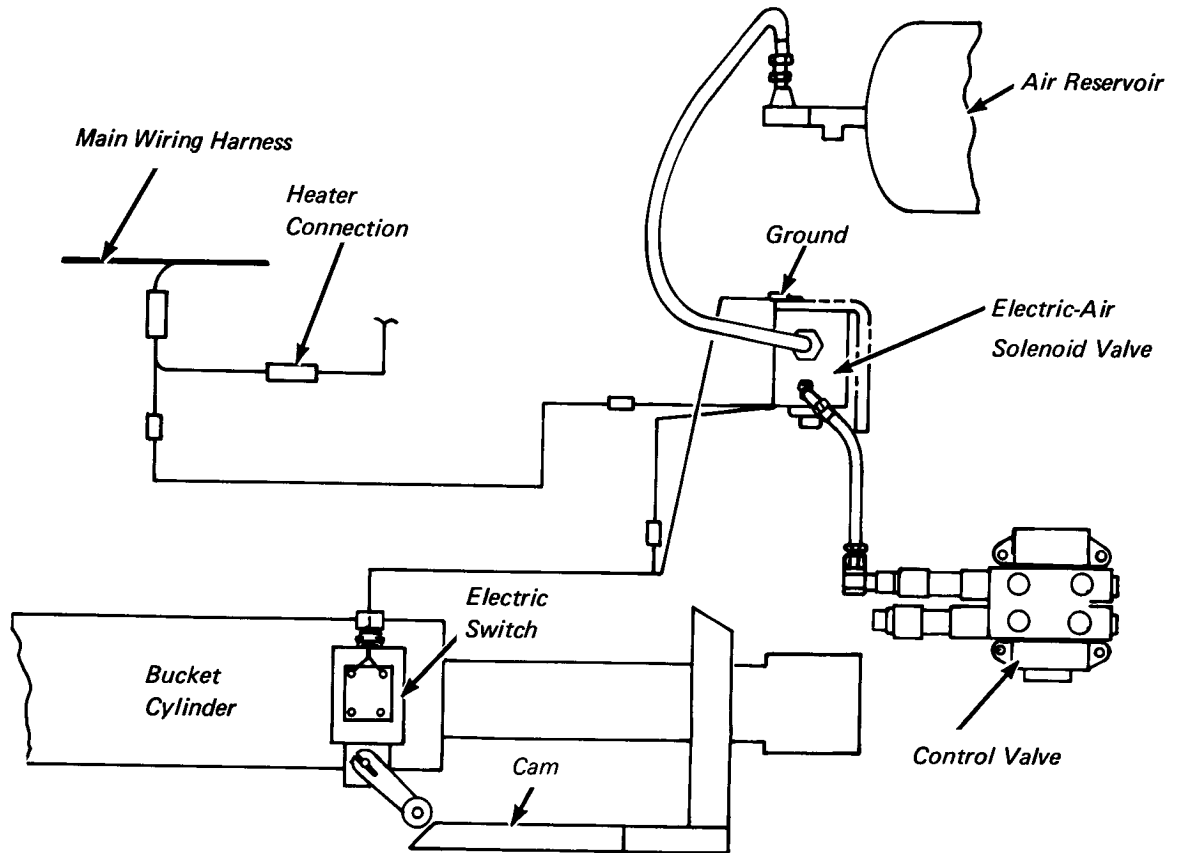 Air Reservoir
Main Wiring Harness
Heater
Connection
Ground
Electric-Air
Solenoid Valve
Electric
Switch
Bucket
Cylinder
Control Valve
Cam